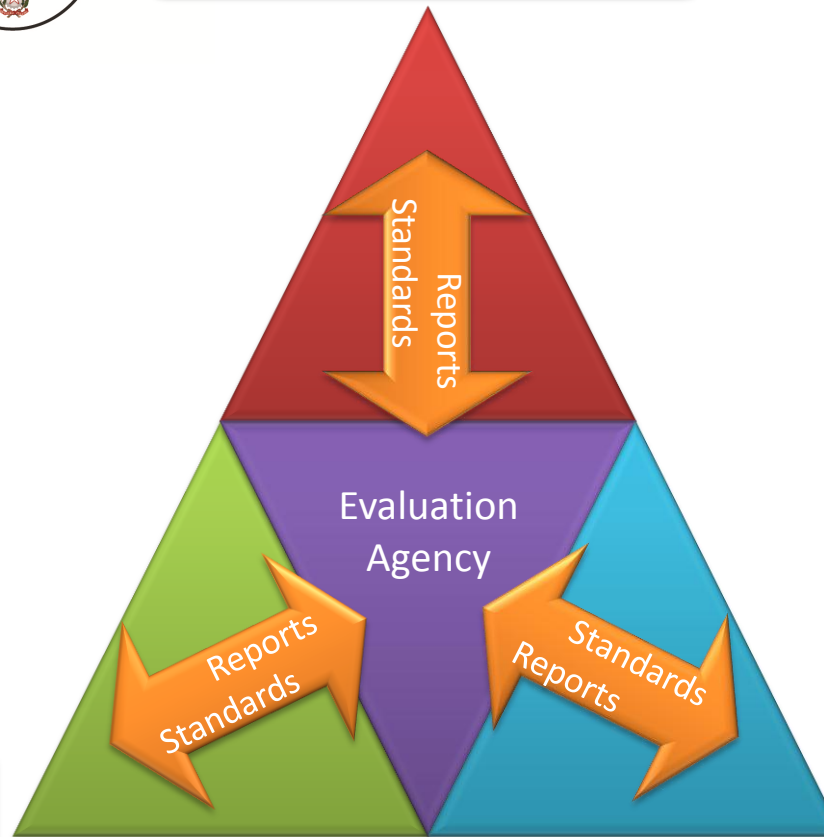 Standards
Reports
Evaluation
Agency
Reports
Standards
Standards
Reports